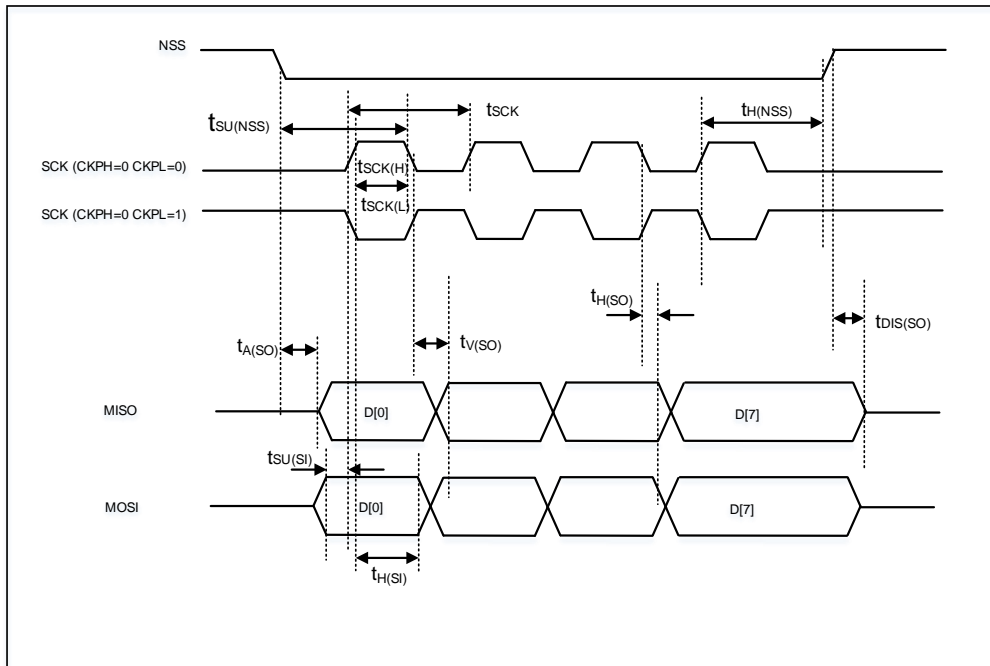 NSS
tSCK
tSU(NSS)
tH(NSS)
SCK (CKPH=0 CKPL=0)
tSCK(H)
tSCK(L)
SCK (CKPH=0 CKPL=1)
tH(SO)
tDIS(SO)
tA(SO)
tV(SO)
MISO
D[0]
D[7]
tSU(SI)
MOSI
D[0]
D[7]
tH(SI)